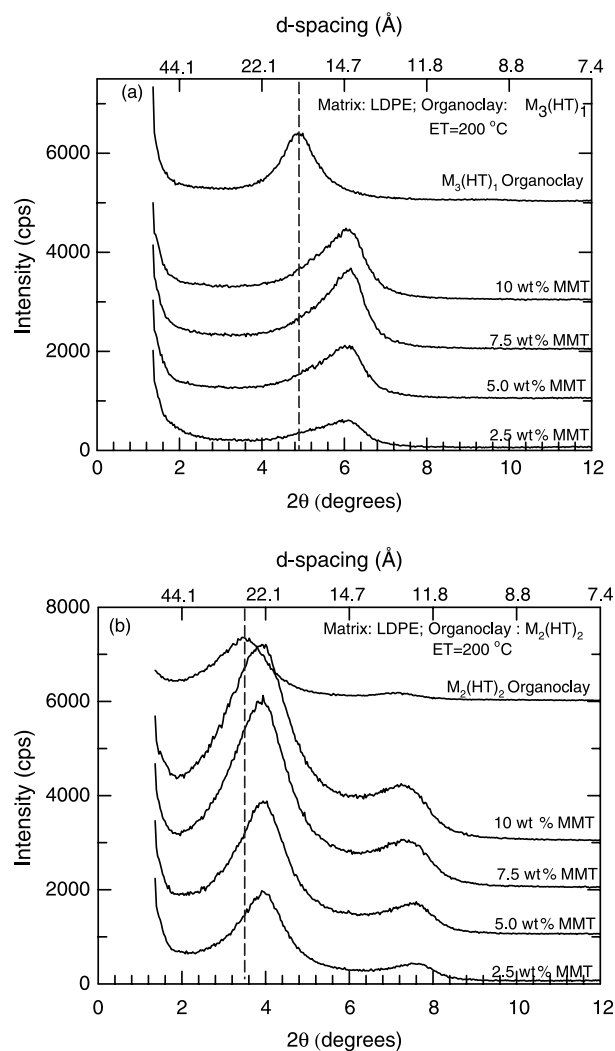 d-spacing (Å)
44.1 22.1 14.7 11.8 8.8 7.4
(a)
Matrix: LDPE; Organoclay: M₃(HT)₁
ET=200 °C
M₃(HT)₁ Organoclay
10 wt% MMT
7.5 wt% MMT
5.0 wt% MMT
2.5 wt% MMT
6000
4000
2000
0
Intensity (cps)
0 2 4 6 8 10 12
2θ (degrees)
d-spacing (Å)
44.1 22.1 14.7 11.8 8.8 7.4
(b)
Matrix: LDPE; Organoclay : M₂(HT)₂
ET=200 °C
M₂(HT)₂ Organoclay
10 wt % MMT
7.5 wt% MMT
5.0 wt% MMT
2.5 wt% MMT
8000
6000
4000
2000
0
Intensity (cps)
0 2 4 6 8 10 12
2θ (degrees)